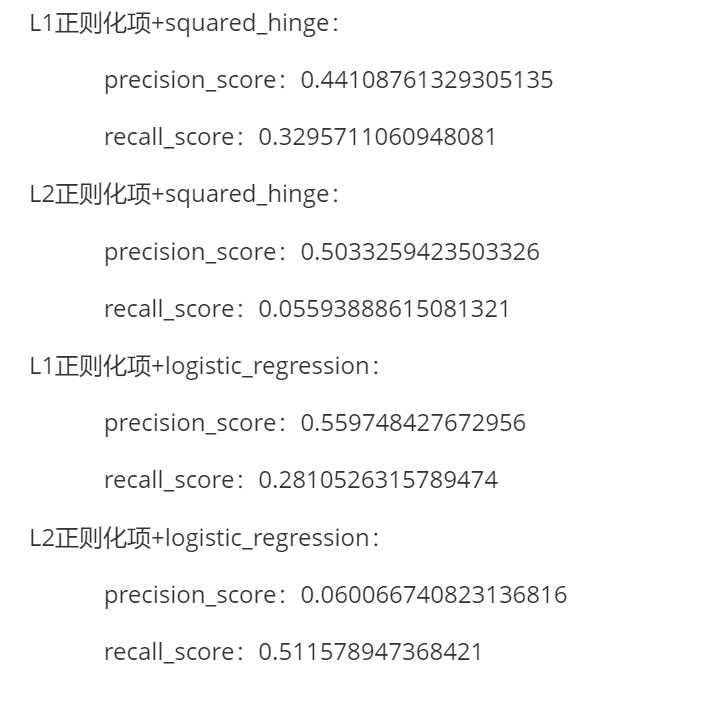 L1正则化项+squared_hinge：
precision_score：0.44108761329305135
recall_score：0.3295711060948081
L2正则化项+squared_hinge：
precision_score：0.5033259423503326
recall_score：0.05593888615081321
L1正则化项+logistic_regression：
precision_score：0.559748427672956
recall_score：0.2810526315789474
L2正则化项+logistic_regression：
precision_score：0.060066740823136816
recall_score：0.511578947368421